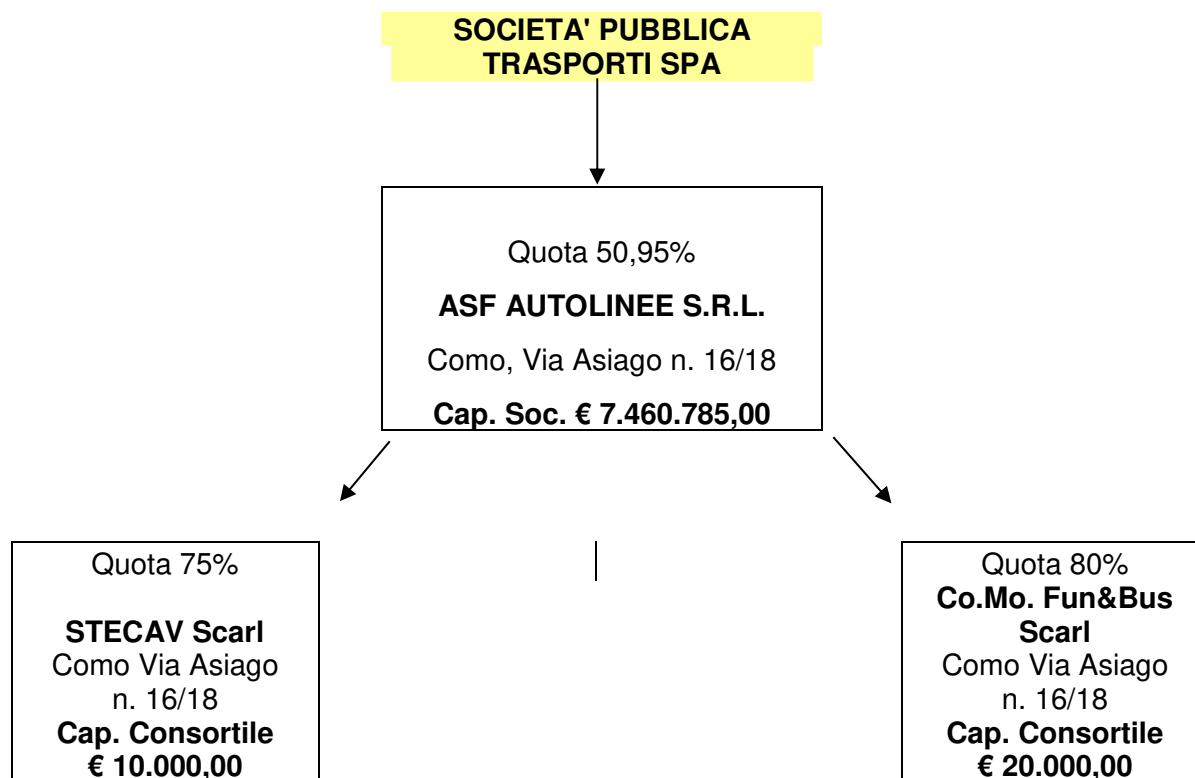 SOCIETA' PUBBLICA
TRASPORTI SPA
Quota 50,95%
ASF AUTOLINEE S.R.L.
Como, Via Asiago n. 16/18
Cap. Soc. € 7.460.785,00
Quota 75%
STECAV Scarl
Como Via Asiago
n. 16/18
Cap. Consortile
€ 10.000,00
Quota 80%
Co.Mo. Fun&Bus
Scarl
Como Via Asiago
n. 16/18
Cap. Consortile
€ 20.000,00